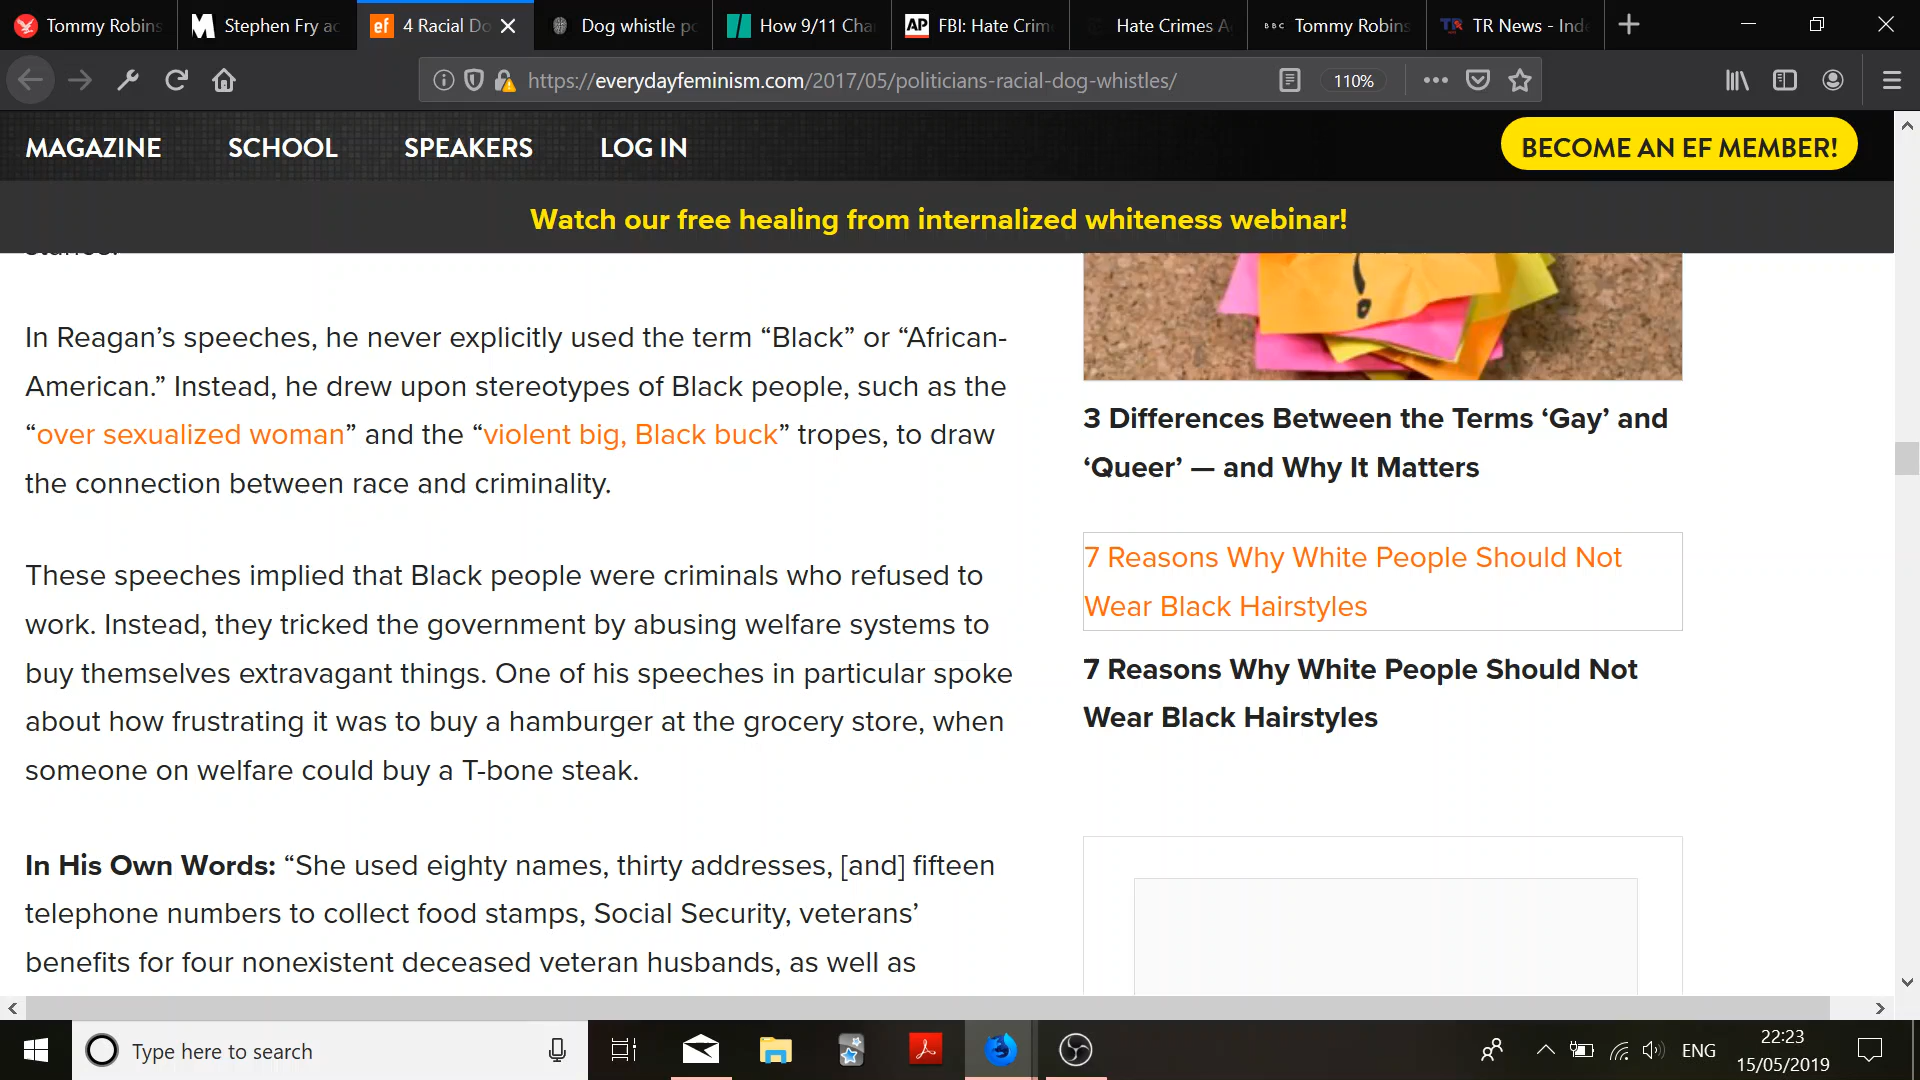 Tommy Robins
Stephen Fry ac
ef 4 Racial Do
Dog whistle po
How 9/11 Cha
AP FBI: Hate Crim
Hate Crimes A
BBC Tommy Robins
TR TR News - Ind
https://everydayfeminism.com/2017/05/politicians-racial-dog-whistles/
110%
MAGAZINE SCHOOL SPEAKERS LOG IN
BECOME AN EF MEMBER!
Watch our free healing from internalized whiteness webinar!
In Reagan’s speeches, he never explicitly used the term “Black” or “African-
American.” Instead, he drew upon stereotypes of Black people, such as the
“over sexualized woman” and the “violent big, Black buck” tropes, to draw
the connection between race and criminality.
These speeches implied that Black people were criminals who refused to
work. Instead, they tricked the government by abusing welfare systems to
buy themselves extravagant things. One of his speeches in particular spoke
about how frustrating it was to buy a hamburger at the grocery store, when
someone on welfare could buy a T-bone steak.
In His Own Words: “She used eighty names, thirty addresses, [and] fifteen
telephone numbers to collect food stamps, Social Security, veterans’
benefits for four nonexistent deceased veteran husbands, as well as
3 Differences Between the Terms ‘Gay’ and
‘Queer’ — and Why It Matters
7 Reasons Why White People Should Not
Wear Black Hairstyles
7 Reasons Why White People Should Not
Wear Black Hairstyles
Type here to search
ENG
22:23
15/05/2019